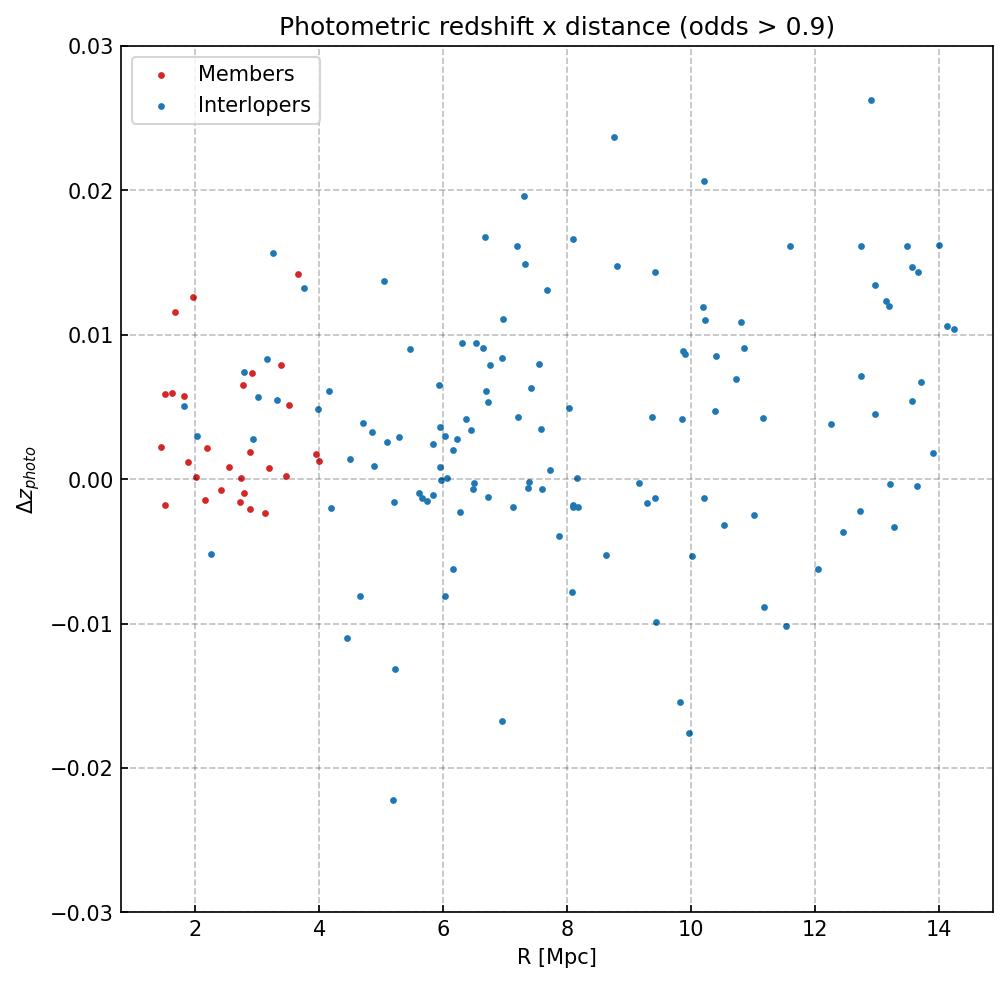 Photometric redshift x distance (odds > 0.9)
Members
Interlopers
0.03
0.02
0.01
0.00
−0.01
−0.02
−0.03
Δz_photo
2 4 6 8 10 12 14
R [Mpc]